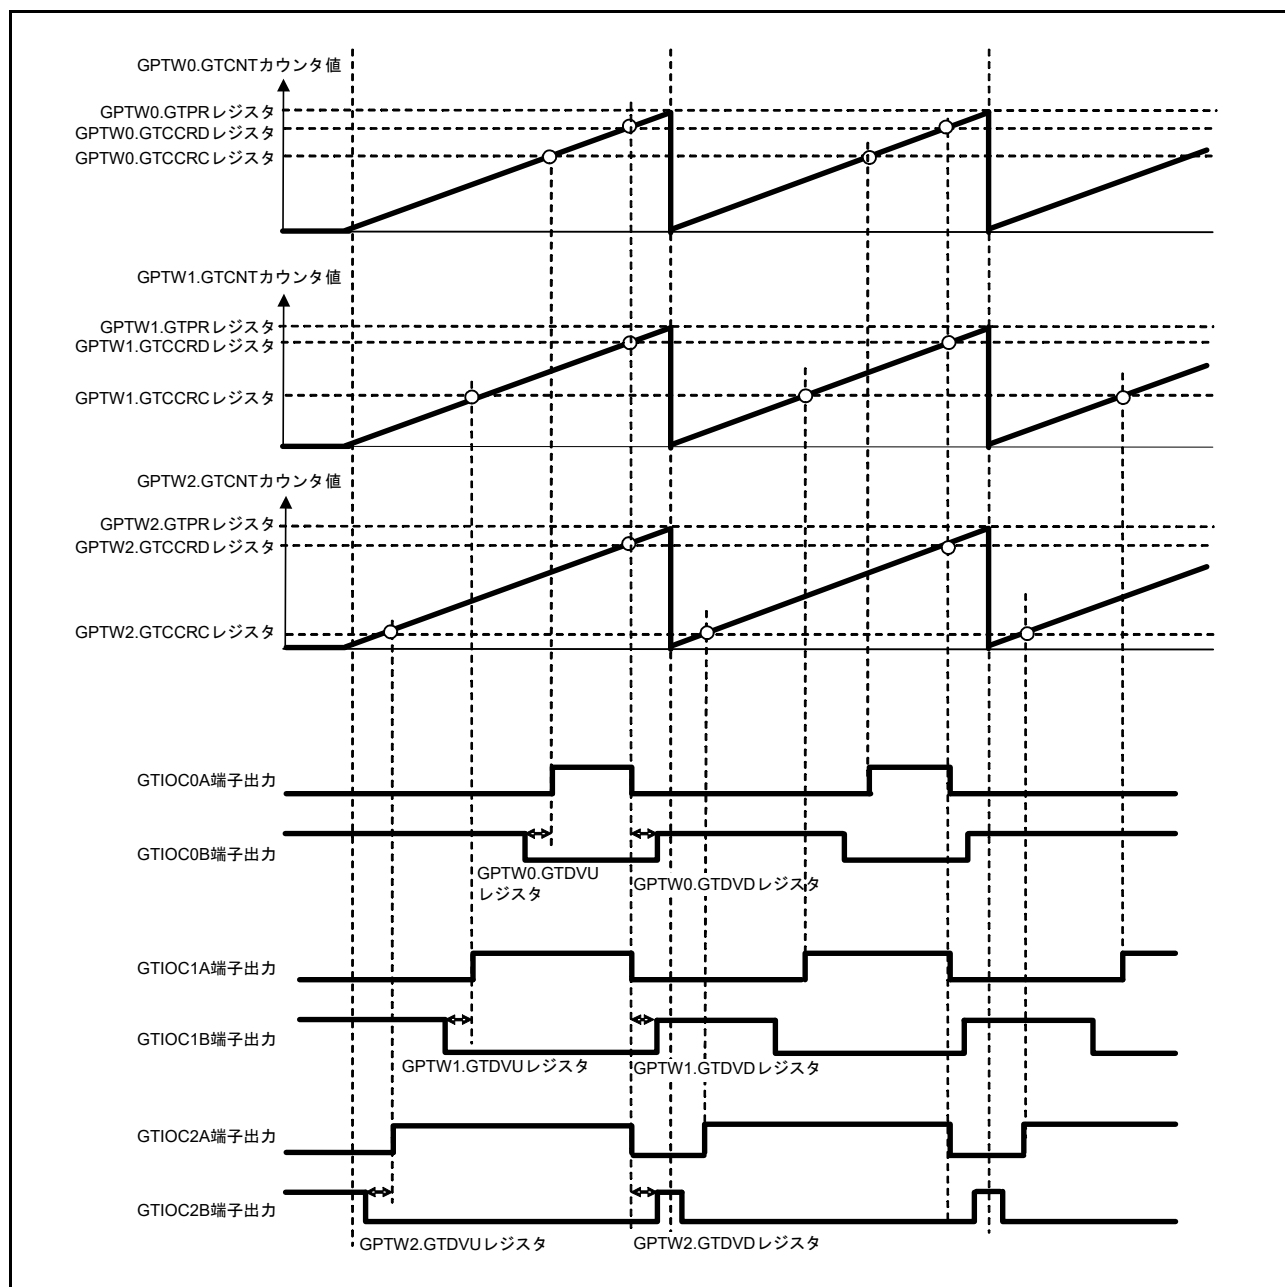 GPTW0.GTCNTカウンタ値
GPTW0.GTPRレジスタ
GPTW0.GTCCRDレジスタ
GPTW0.GTCCRCレジスタ
GPTW1.GTCNTカウンタ値
GPTW1.GTPRレジスタ
GPTW1.GTCCRDレジスタ
GPTW1.GTCCRCレジスタ
GPTW2.GTCNTカウンタ値
GPTW2.GTPRレジスタ
GPTW2.GTCCRDレジスタ
GPTW2.GTCCRCレジスタ
GTIOC0A端子出力
GTIOC0B端子出力
GPTW0.GTDVU
レジスタ
GPTW0.GTDVDレジスタ
GTIOC1A端子出力
GTIOC1B端子出力
GPTW1.GTDVUレジスタ
GPTW1.GTDVDレジスタ
GTIOC2A端子出力
GTIOC2B端子出力
GPTW2.GTDVUレジスタ
GPTW2.GTDVDレジスタ